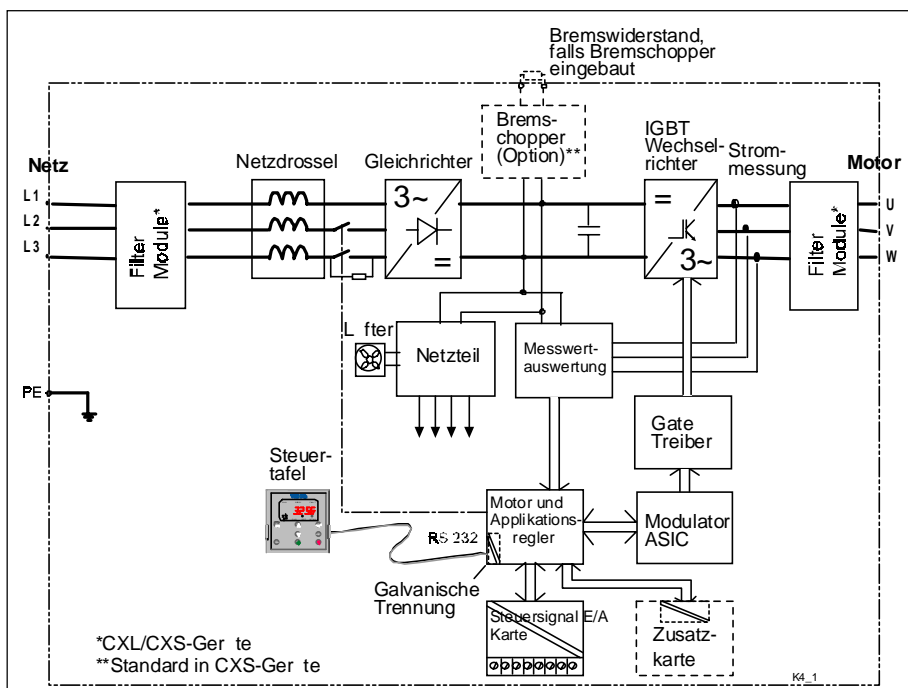 Bremswiderstand,
falls Bremschopper
eingebaut
Brems-
chopper
(Option)**
IGBT
Wechsel-
richter
Strom-
messung
Netz
Netzdrossel
Gleichrichter
Motor
L1
L2
L3
Filter
Module*
3~
=
=
3~
Filter
Module*
U
V
W
L fter
Netzteil
Messwert-
auswertung
PE
Gate
Treiber
Steuer-
tafel
RS 232
Motor und
Applikations-
regler
Modulator
ASIC
Galvanische
Trennung
Steuersignal E/A
Karte
Zusatz-
karte
*CXL/CXS-Ger te
**Standard in CXS-Ger te
K4_1